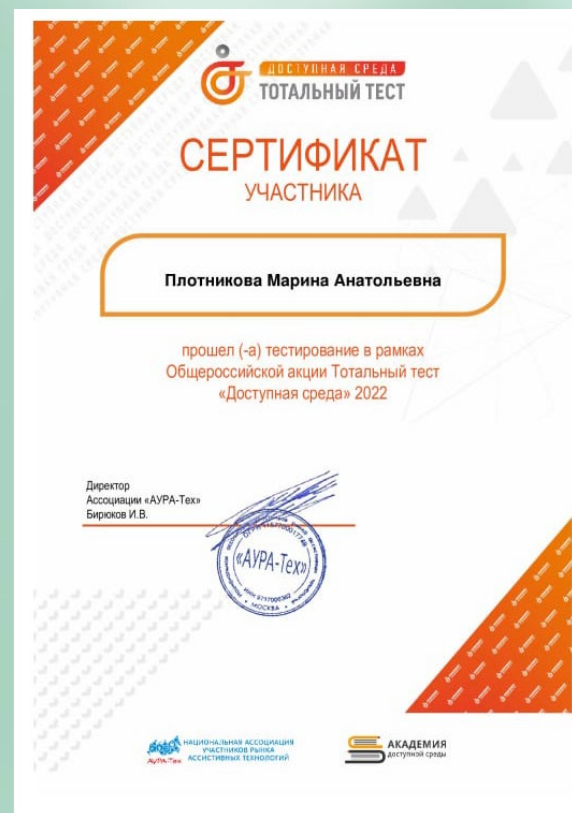 ДОСТУПНАЯ СРЕДА
ТОТАЛЬНЫЙ ТЕСТ
СЕРТИФИКАТ
УЧАСТНИКА
Плотникова Марина Анатольевна
прошел (-а) тестирование в рамках
Общероссийской акции Тотальный тест
«Доступная среда» 2022
Директор
Ассоциации «АУРА-Тех»
Бирюков И.В.
«АУРА-Тех»
МОСКВА
НАЦИОНАЛЬНАЯ АССОЦИАЦИЯ
УЧАСТНИКОВ РЫНКА
АССИСТИВНЫХ ТЕХНОЛОГИЙ
АУРА-Тех
АКАДЕМИЯ
доступной среды